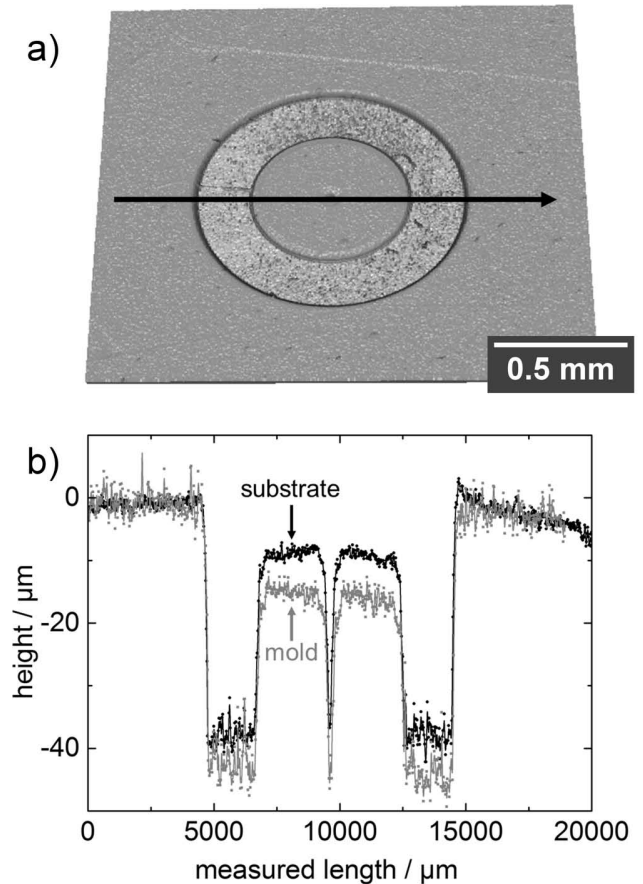 a)
0.5 mm
b)
substrate
mold
height / µm
0
-20
-40
0 5000 10000 15000 20000
measured length / µm